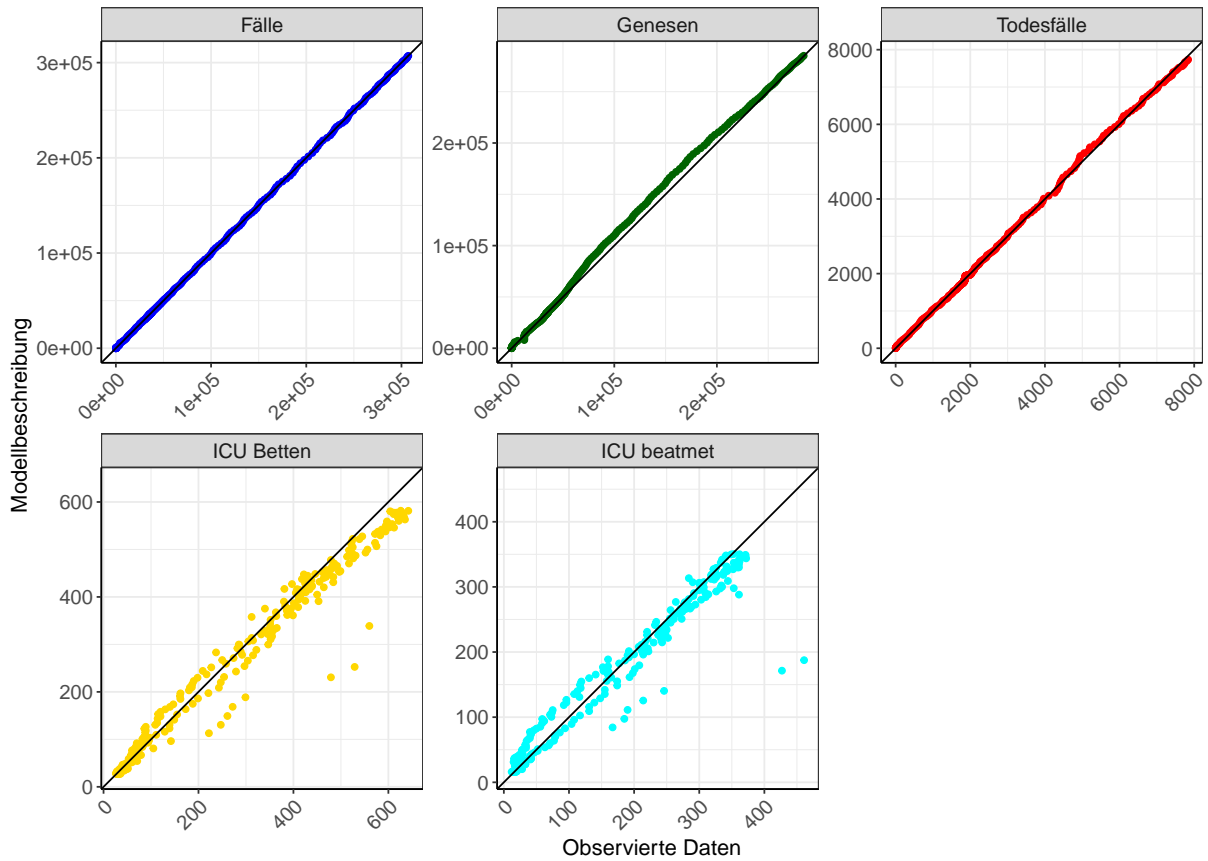 Fälle
Genesen
Todesfälle
3e+05
2e+05
1e+05
0e+00
2e+05
1e+05
0e+00
8000
6000
4000
2000
0
0e+00
1e+05
2e+05
3e+05
0e+00
1e+05
2e+05
0
2000
4000
6000
8000
Modellbeschreibung
ICU Betten
ICU beatmet
600
400
200
0
400
300
200
100
0
0
200
400
600
0
100
200
300
400
Observierte Daten